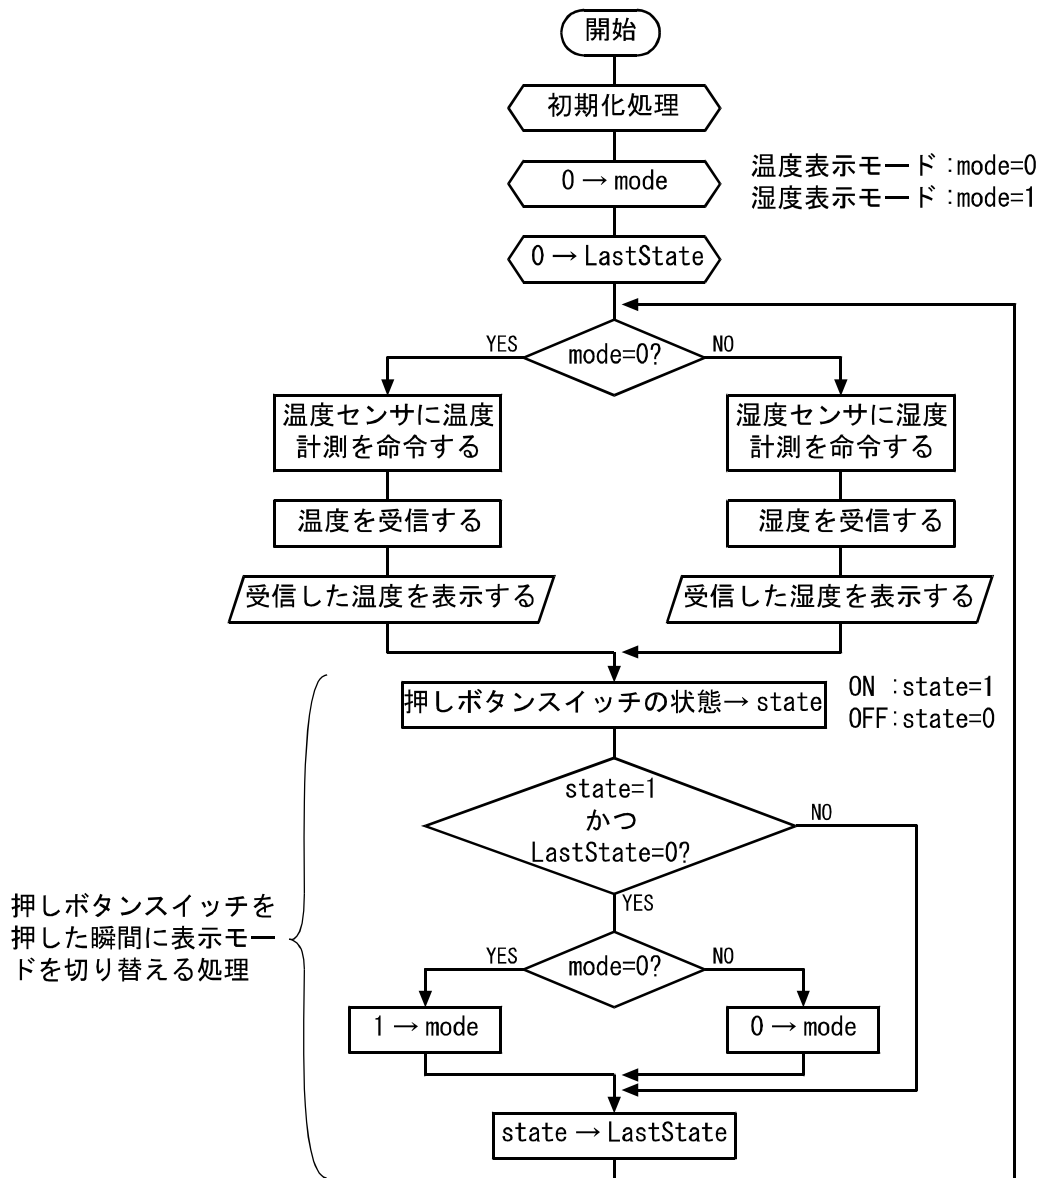 開始
初期化処理
0 → mode
温度表示モード:mode=0
湿度表示モード:mode=1
0 → LastState
mode=0?
YES
NO
温度センサに温度
計測を命令する
湿度センサに湿度
計測を命令する
温度を受信する
湿度を受信する
受信した温度を表示する
受信した湿度を表示する
押しボタンスイッチの状態→ state
ON :state=1
OFF:state=0
state=1
かつ
LastState=0?
NO
YES
押しボタンスイッチを
押した瞬間に表示モー
ドを切り替える処理
mode=0?
YES
NO
1 → mode
0 → mode
state → LastState